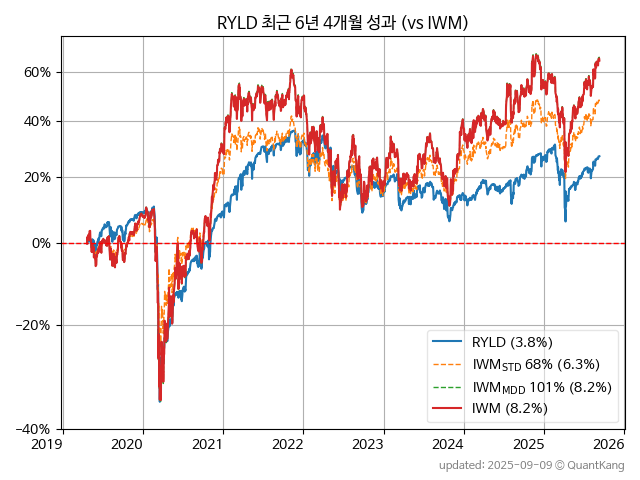 RYLD 최근 6년 4개월 성과 (vs IWM)
60%
40%
20%
0%
−20%
−40%
2019 2020 2021 2022 2023 2024 2025 2026
RYLD (3.8%)
IWM_STD 68% (6.3%)
IWM_MDD 101% (8.2%)
IWM (8.2%)
updated: 2025-09-09 © QuantKang